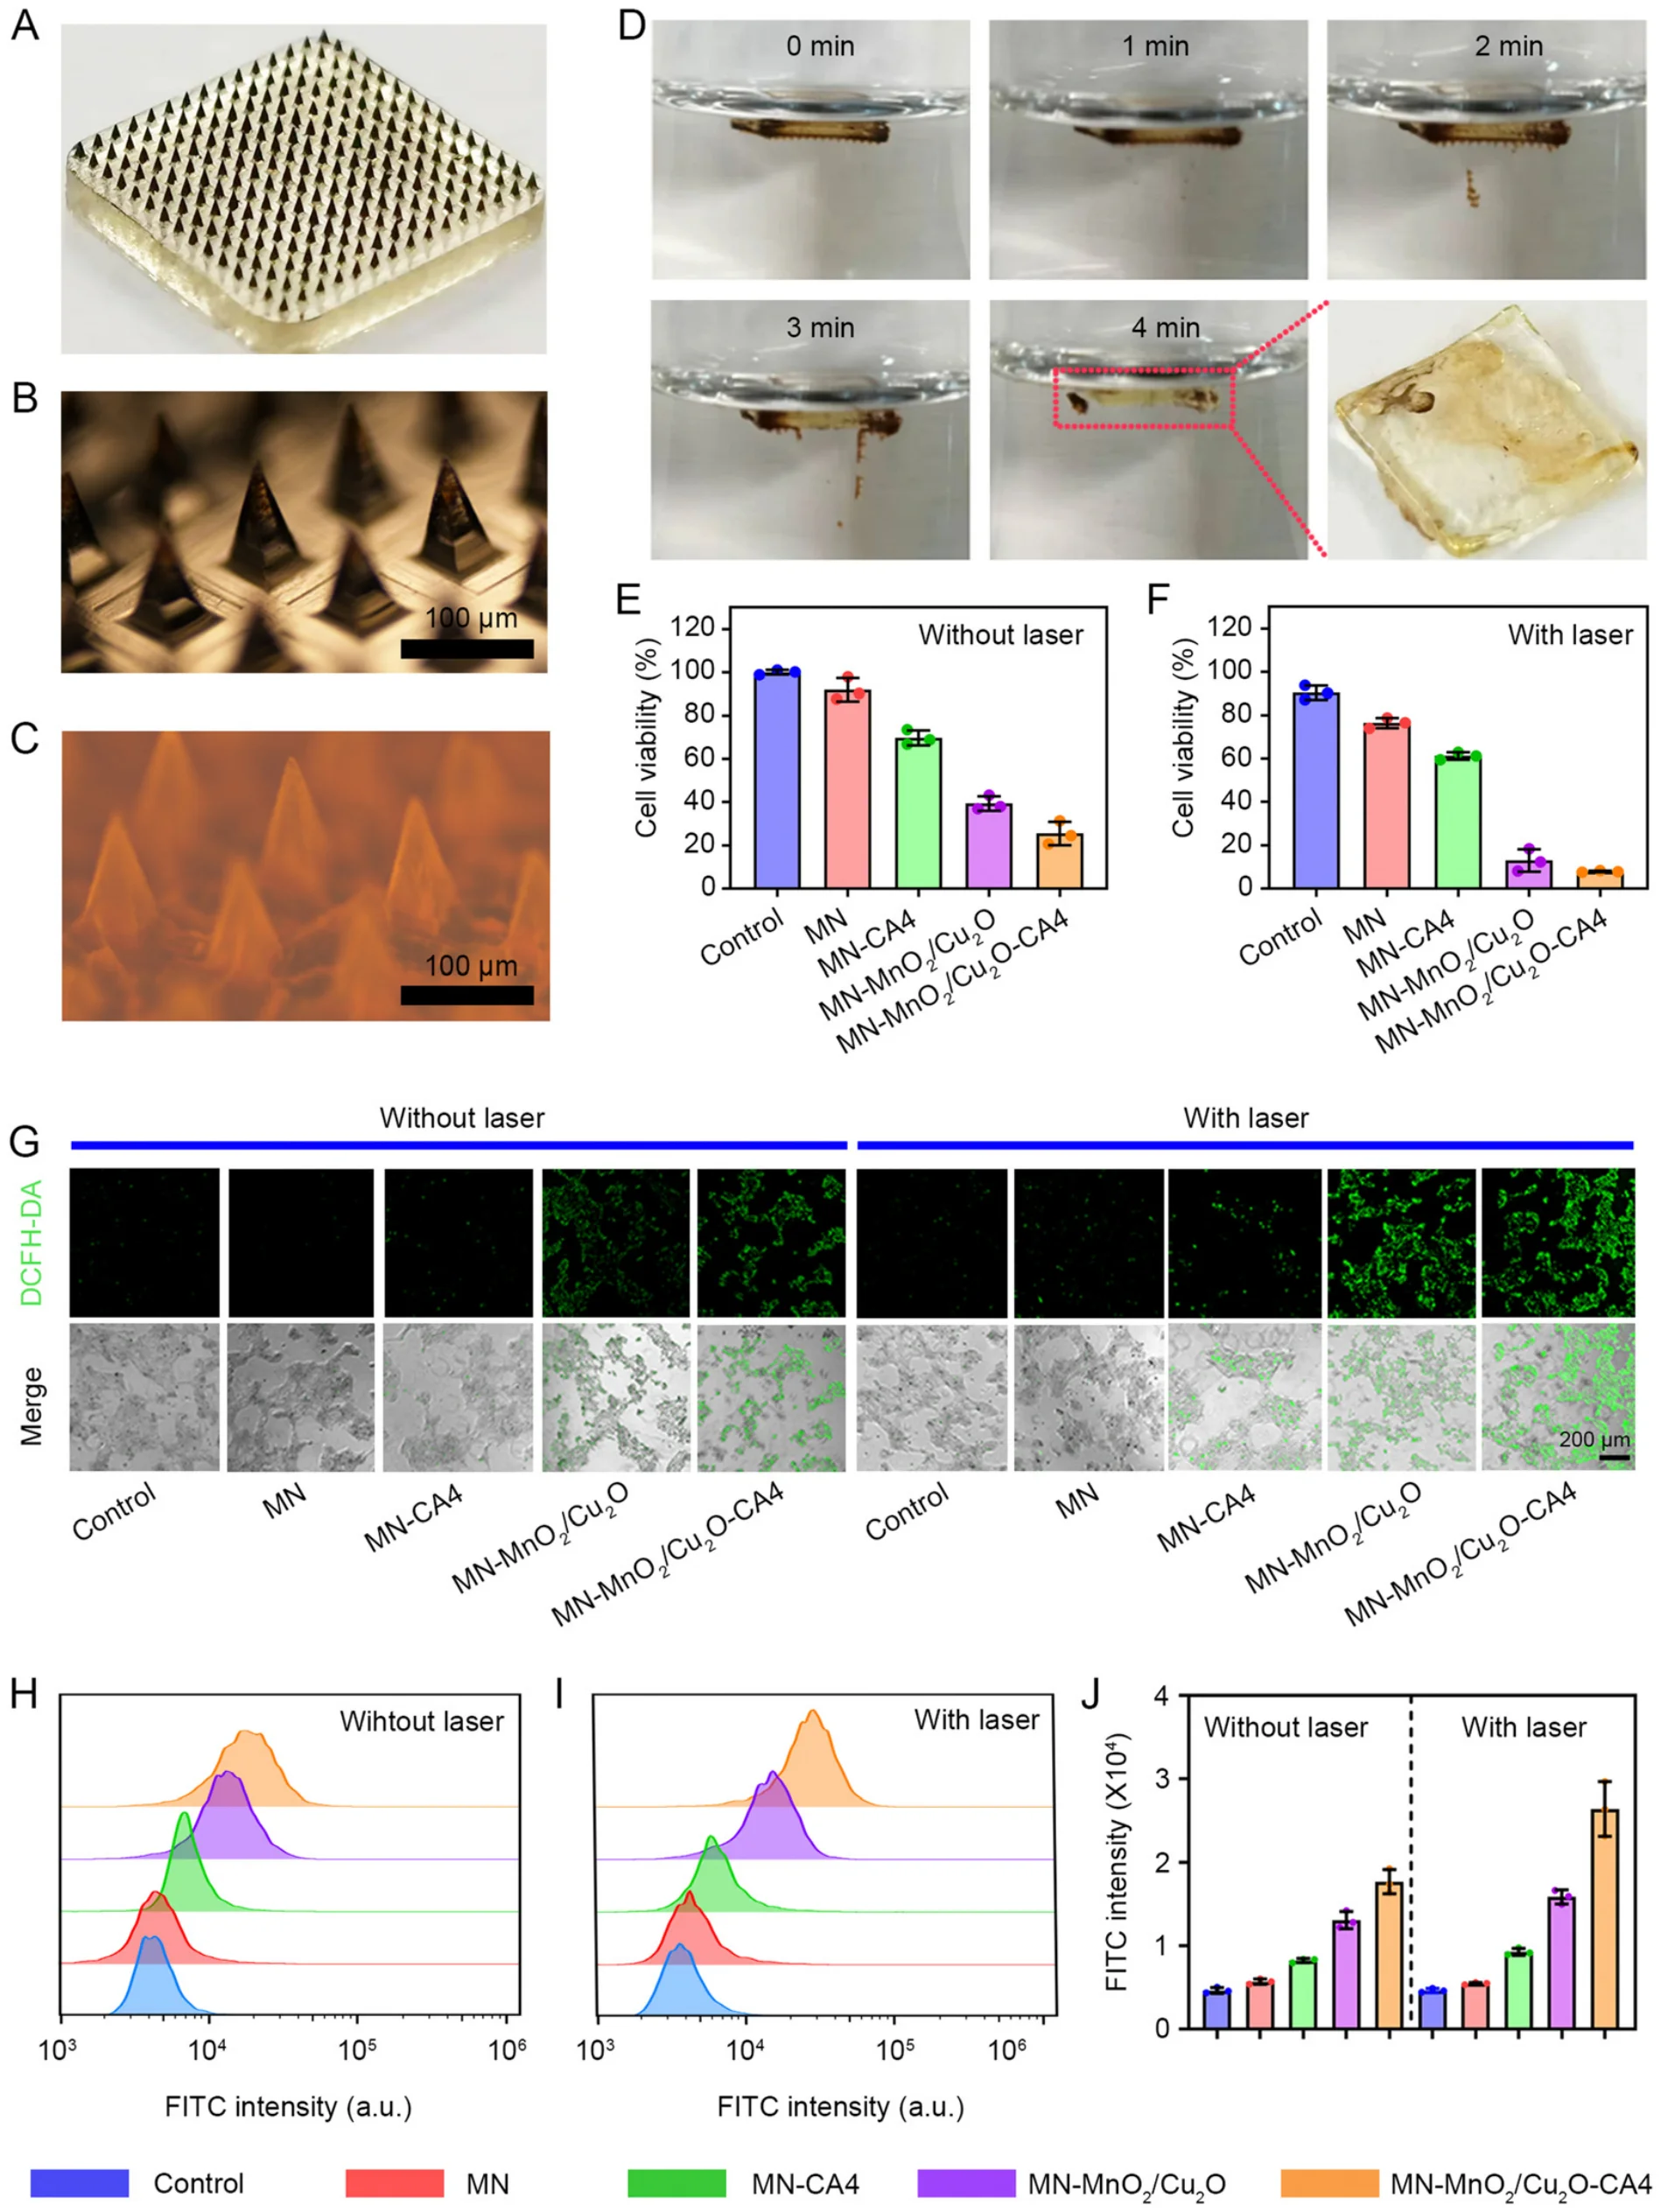 A
B
100 µm
C
100 µm
D
0 min
1 min
2 min
3 min
4 min
E
Without laser
Cell viability (%)
120
100
80
60
40
20
0
Control
MN
MN-CA4
MN-MnO₂/Cu₂O
MN-MnO₂/Cu₂O-CA4
F
With laser
Cell viability (%)
120
100
80
60
40
20
0
Control
MN
MN-CA4
MN-MnO₂/Cu₂O
MN-MnO₂/Cu₂O-CA4
G
Without laser
With laser
DCFH-DA
Merge
200 µm
Control
MN
MN-CA4
MN-MnO₂/Cu₂O
MN-MnO₂/Cu₂O-CA4
Control
MN
MN-CA4
MN-MnO₂/Cu₂O
MN-MnO₂/Cu₂O-CA4
H
Wihtout laser
10³ 10⁴ 10⁵ 10⁶
FITC intensity (a.u.)
I
With laser
10³ 10⁴ 10⁵ 10⁶
FITC intensity (a.u.)
J
Without laser
With laser
FITC intensity (X10⁴)
4
3
2
1
0
Control
MN
MN-CA4
MN-MnO₂/Cu₂O
MN-MnO₂/Cu₂O-CA4